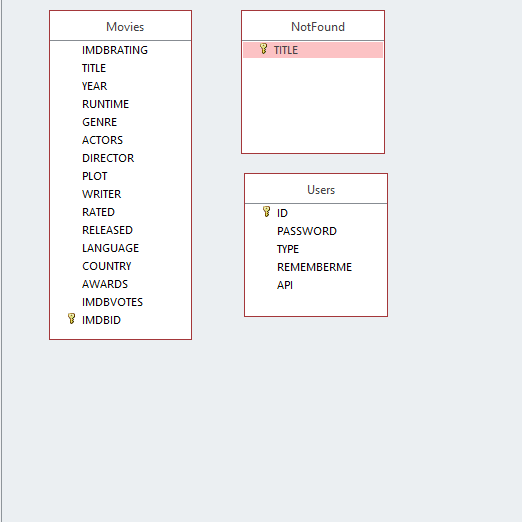 Movies
IMDBRATING
TITLE
YEAR
RUNTIME
GENRE
ACTORS
DIRECTOR
PLOT
WRITER
RATED
RELEASED
LANGUAGE
COUNTRY
AWARDS
IMDBVOTES
IMDBID
NotFound
TITLE
Users
ID
PASSWORD
TYPE
REMEMBERME
API